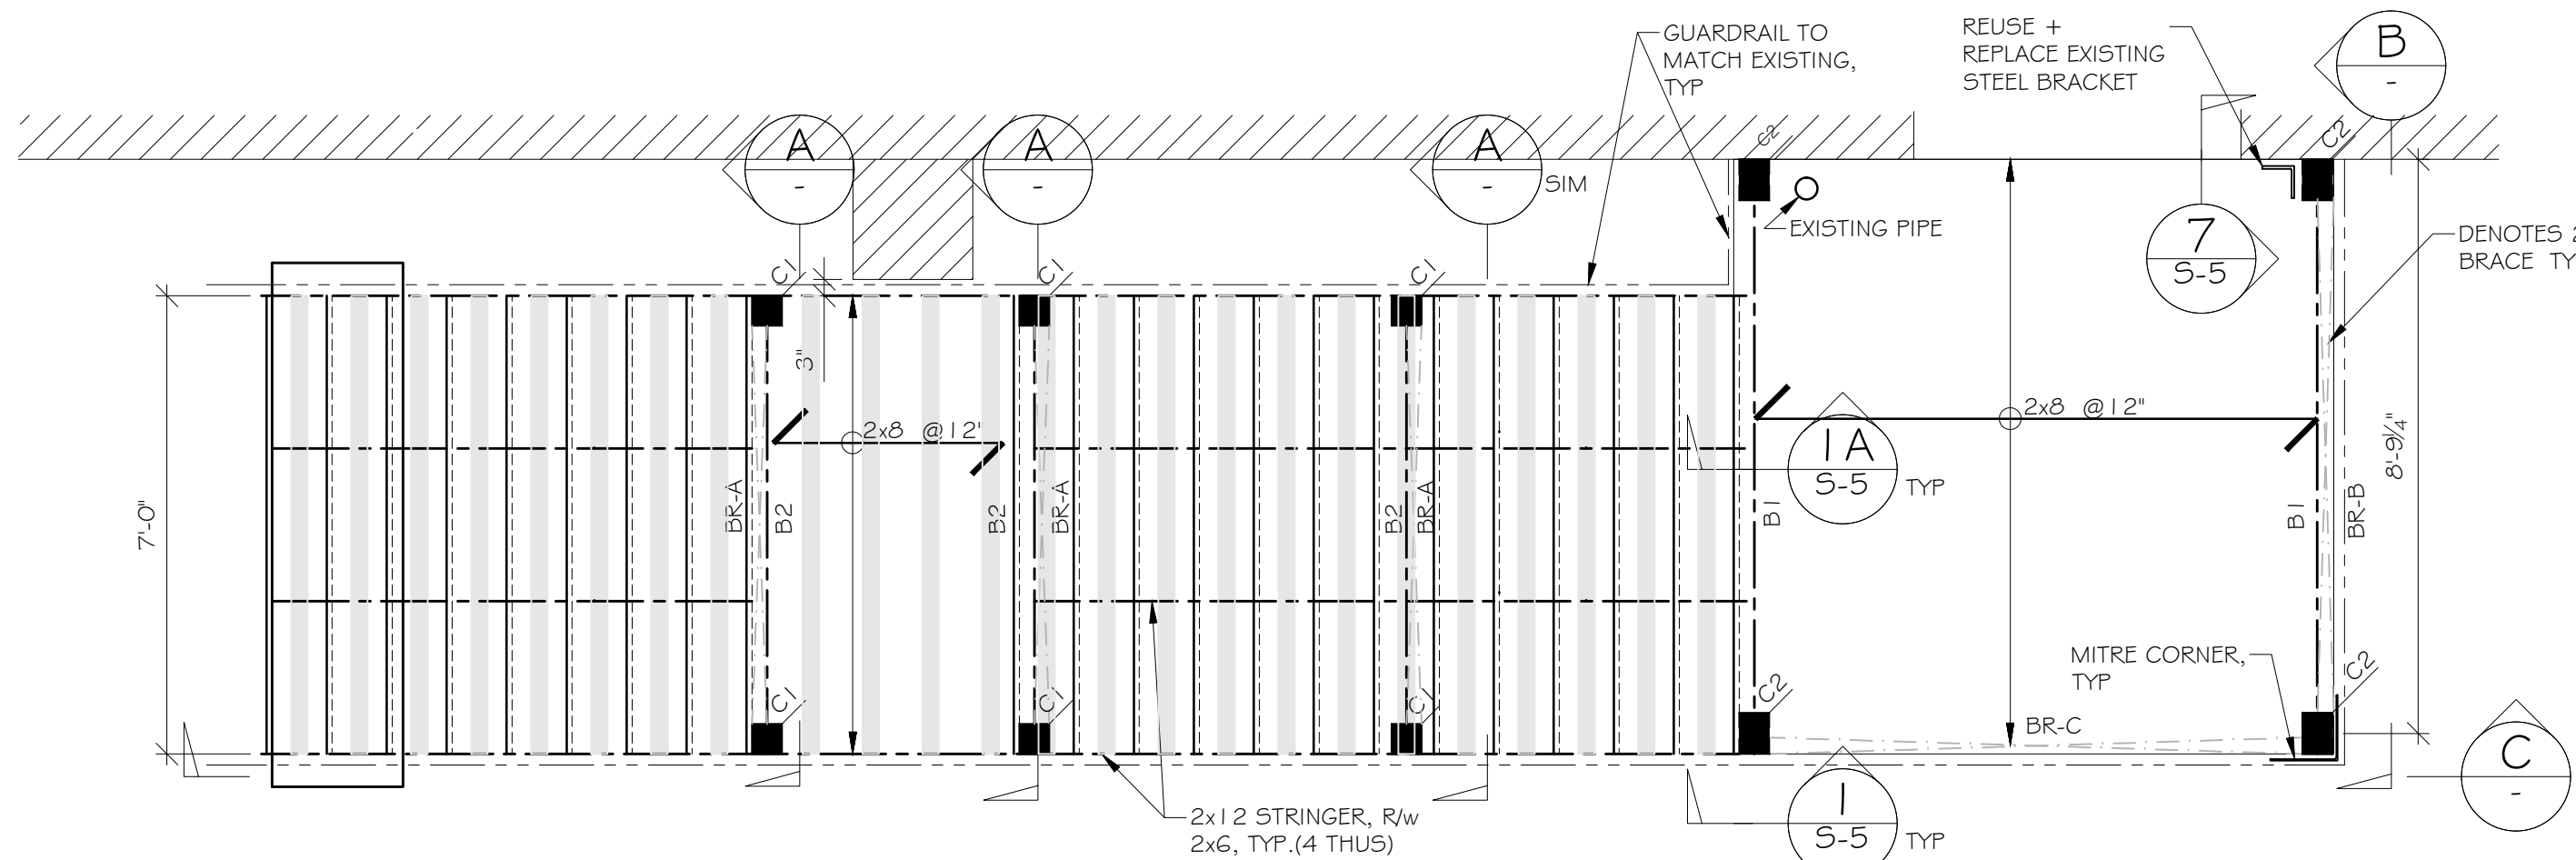 GUARDRAIL TO
MATCH EXISTING,
TYP
REUSE +
REPLACE EXISTING
STEEL BRACKET
B
-
A
-
A
-
A
-
SIM
C2
C2
EXISTING PIPE
7
S-5
DENOTES 2
BRACE TY
C1
C1
C1
3"
2x8 @12"
2x8 @12"
1A
S-5
TYP
7'-0"
8'-9¼"
BR-A
B2
B2
BR-A
B2
BR-A
B1
B1
BR-B
MITRE CORNER,
TYP
C1
C1
C1
C2
C2
BR-C
C
-
2x12 STRINGER, R/w
2x6, TYP.(4 THUS)
1
S-5
TYP